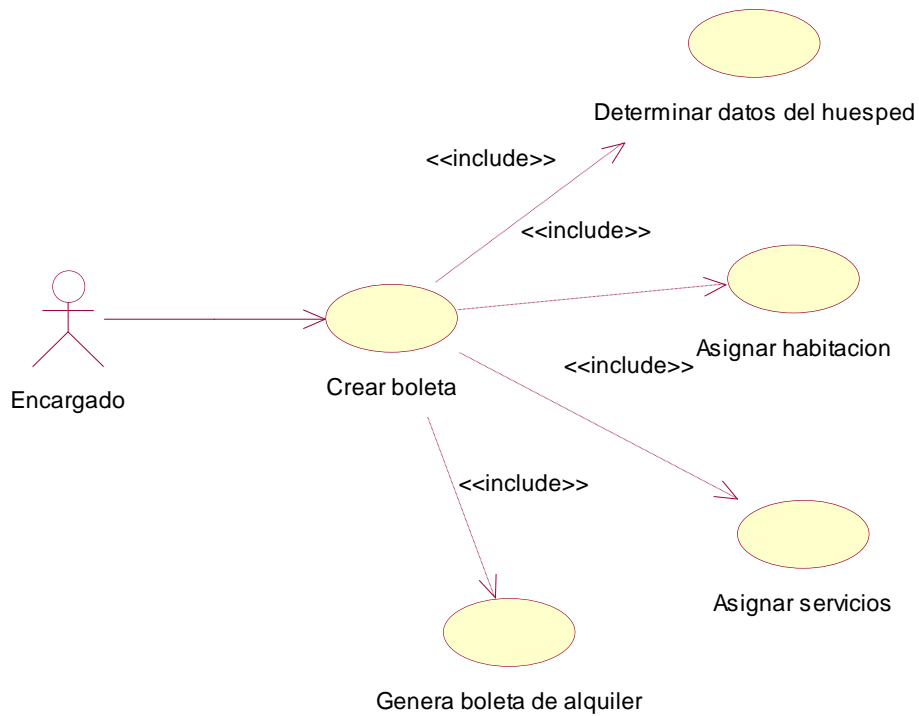 Determinar datos del huesped
<<include>>
<<include>>
Asignar habitacion
<<include>>
Crear boleta
Encargado
<<include>>
Asignar servicios
Genera boleta de alquiler